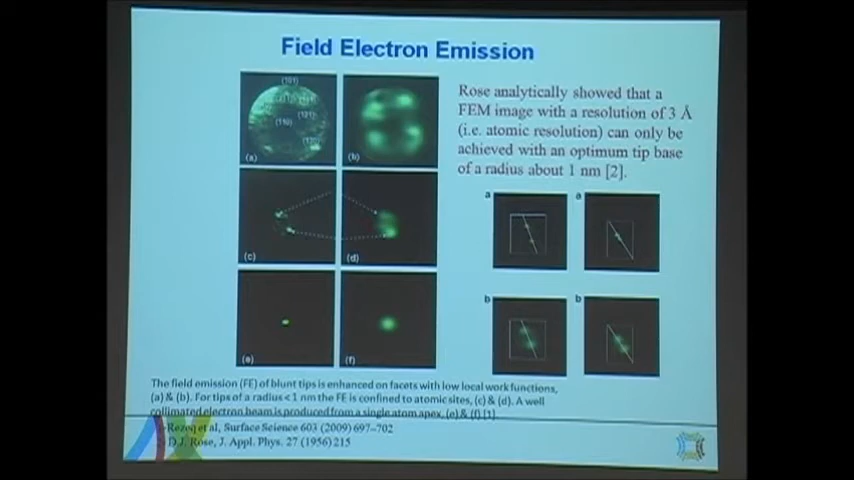 Field Electron Emission
(101)
(110)
(a)
(b)
Rose analytically showed that a
FEM image with a resolution of 3 Å
(i.e. atomic resolution) can only be
achieved with an optimum tip base
of a radius about 1 nm [2].
(c)
(d)
a
a
(e)
(f)
b
b
The field emission (FE) of blunt tips is enhanced on facets with low local work functions,
(a) & (b). For tips of a radius < 1 nm the FE is confined to atomic sites, (c) & (d). A well
collimated electron beam is produced from a single atom apex, (e) & (f) [1]
Rezeq et al, Surface Science 603 (2009) 697-702
D.J. Rose, J. Appl. Phys. 27 (1956) 215